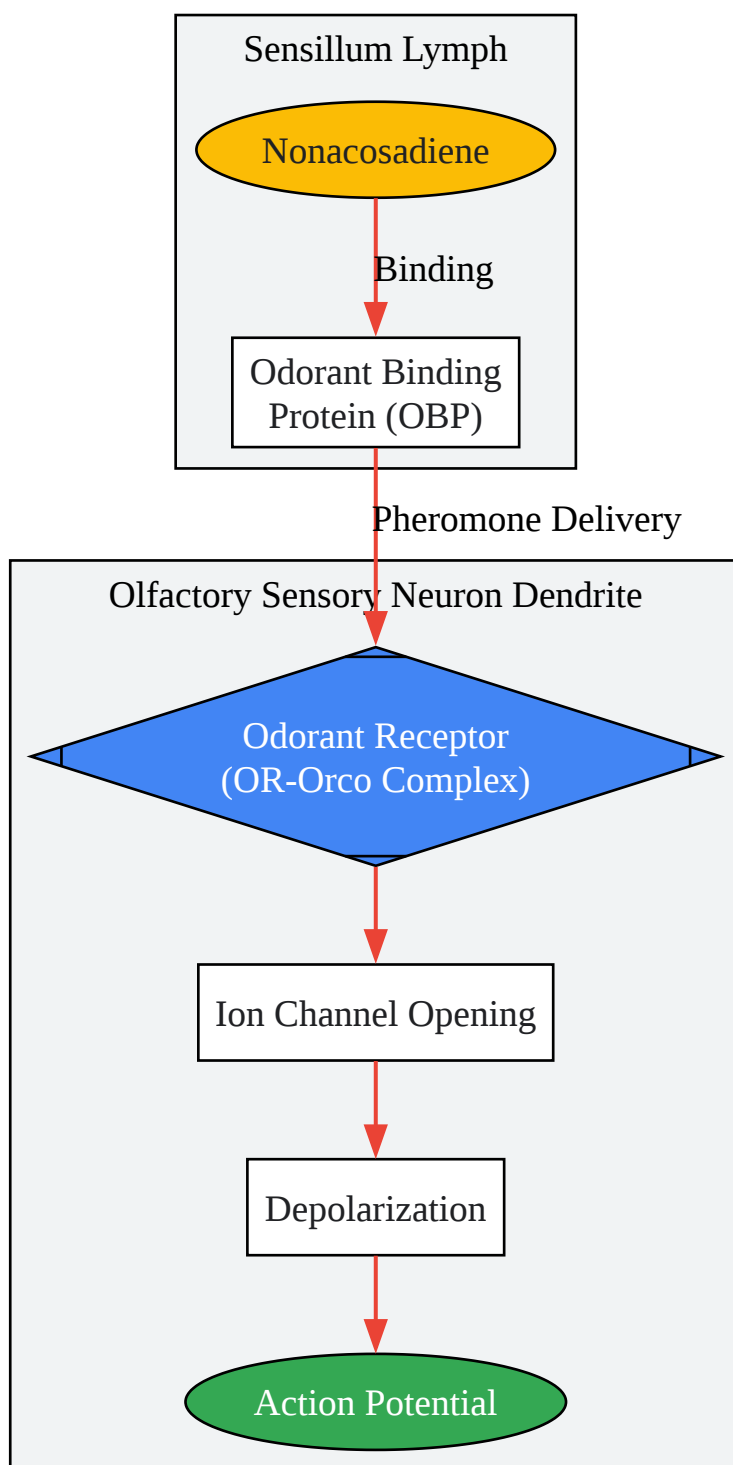 Sensillum Lymph
Nonacosadiene
Binding
Odorant Binding
Protein (OBP)
Pheromone Delivery
Olfactory Sensory Neuron Dendrite
Odorant Receptor
(OR-Orco Complex)
Ion Channel Opening
Depolarization
Action Potential